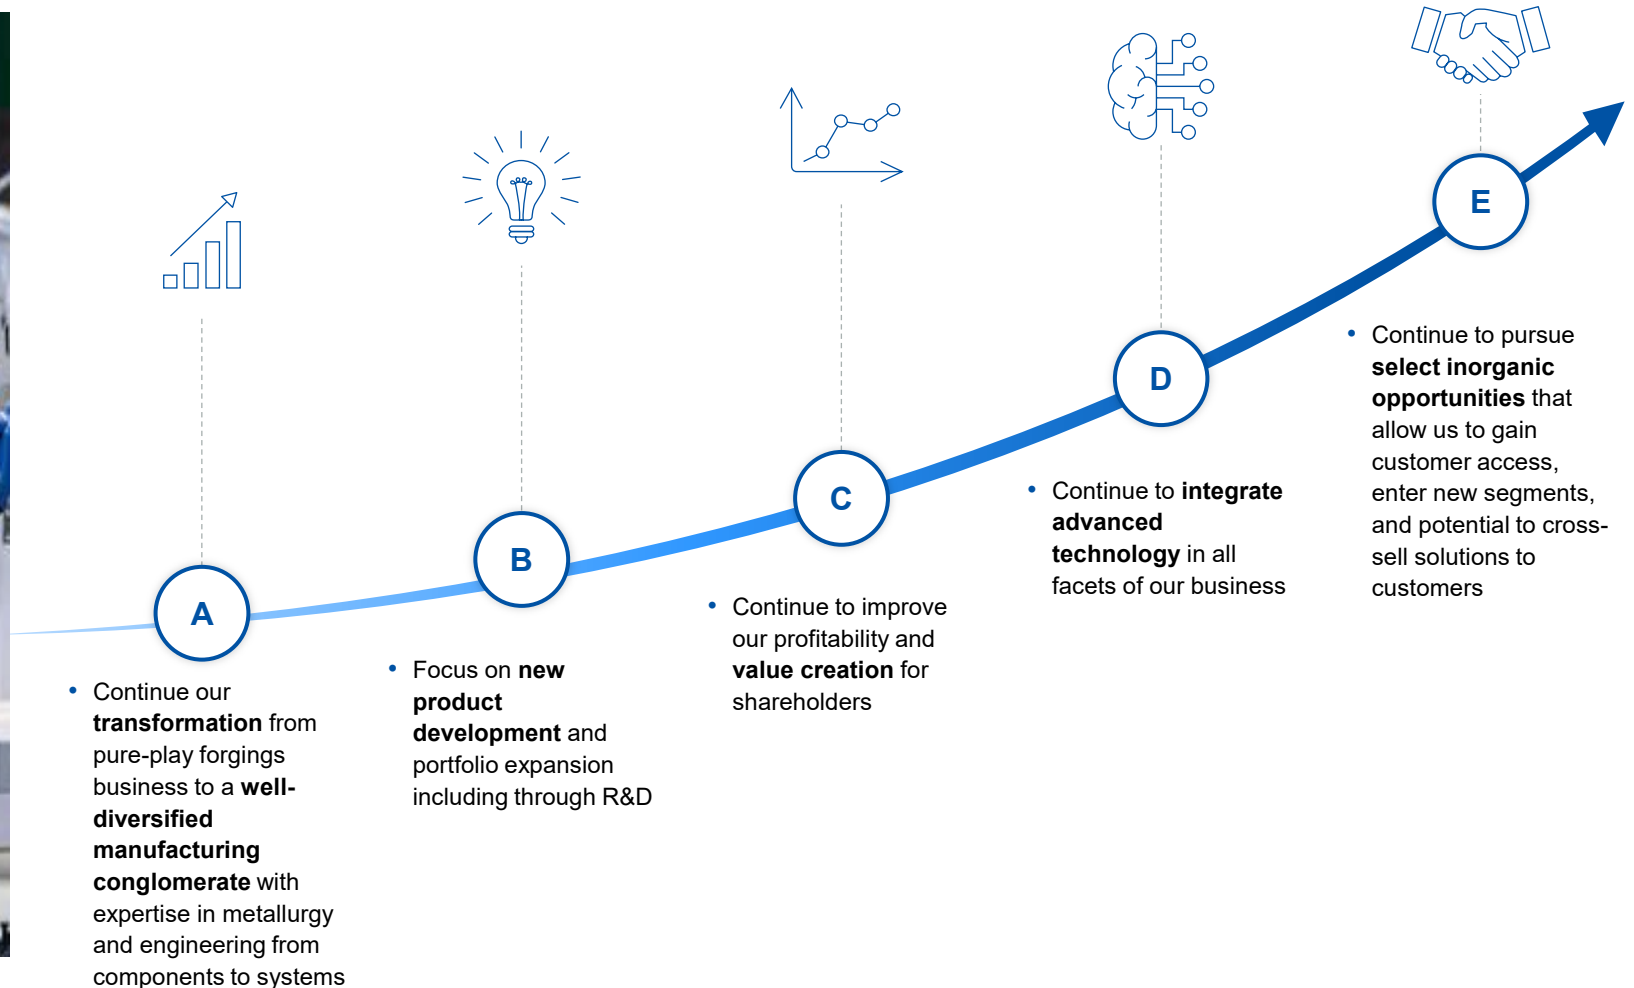 A
• Continue our
transformation from
pure-play forgings
business to a well-
diversified
manufacturing
conglomerate with
expertise in metallurgy
and engineering from
components to systems
B
• Focus on new
product
development and
portfolio expansion
including through R&D
C
• Continue to improve
our profitability and
value creation for
shareholders
D
• Continue to integrate
advanced
technology in all
facets of our business
E
• Continue to pursue
select inorganic
opportunities that
allow us to gain
customer access,
enter new segments,
and potential to cross-
sell solutions to
customers